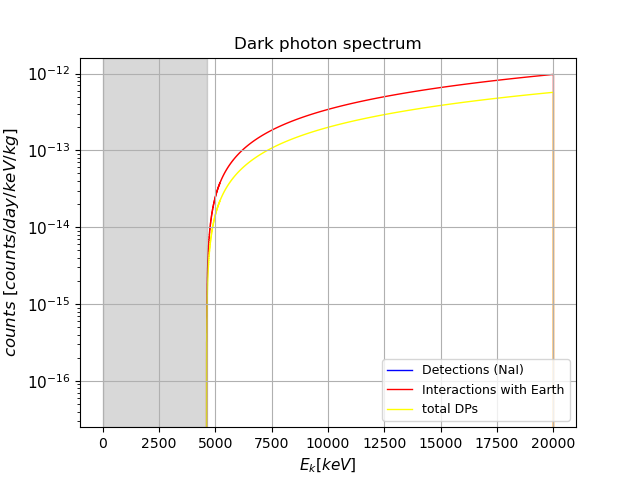 Dark photon spectrum
counts [counts/day/keV/kg]
10⁻¹²
10⁻¹³
10⁻¹⁴
10⁻¹⁵
10⁻¹⁶
Detections (NaI)
Interactions with Earth
total DPs
0 2500 5000 7500 10000 12500 15000 17500 20000
Eₖ[keV]